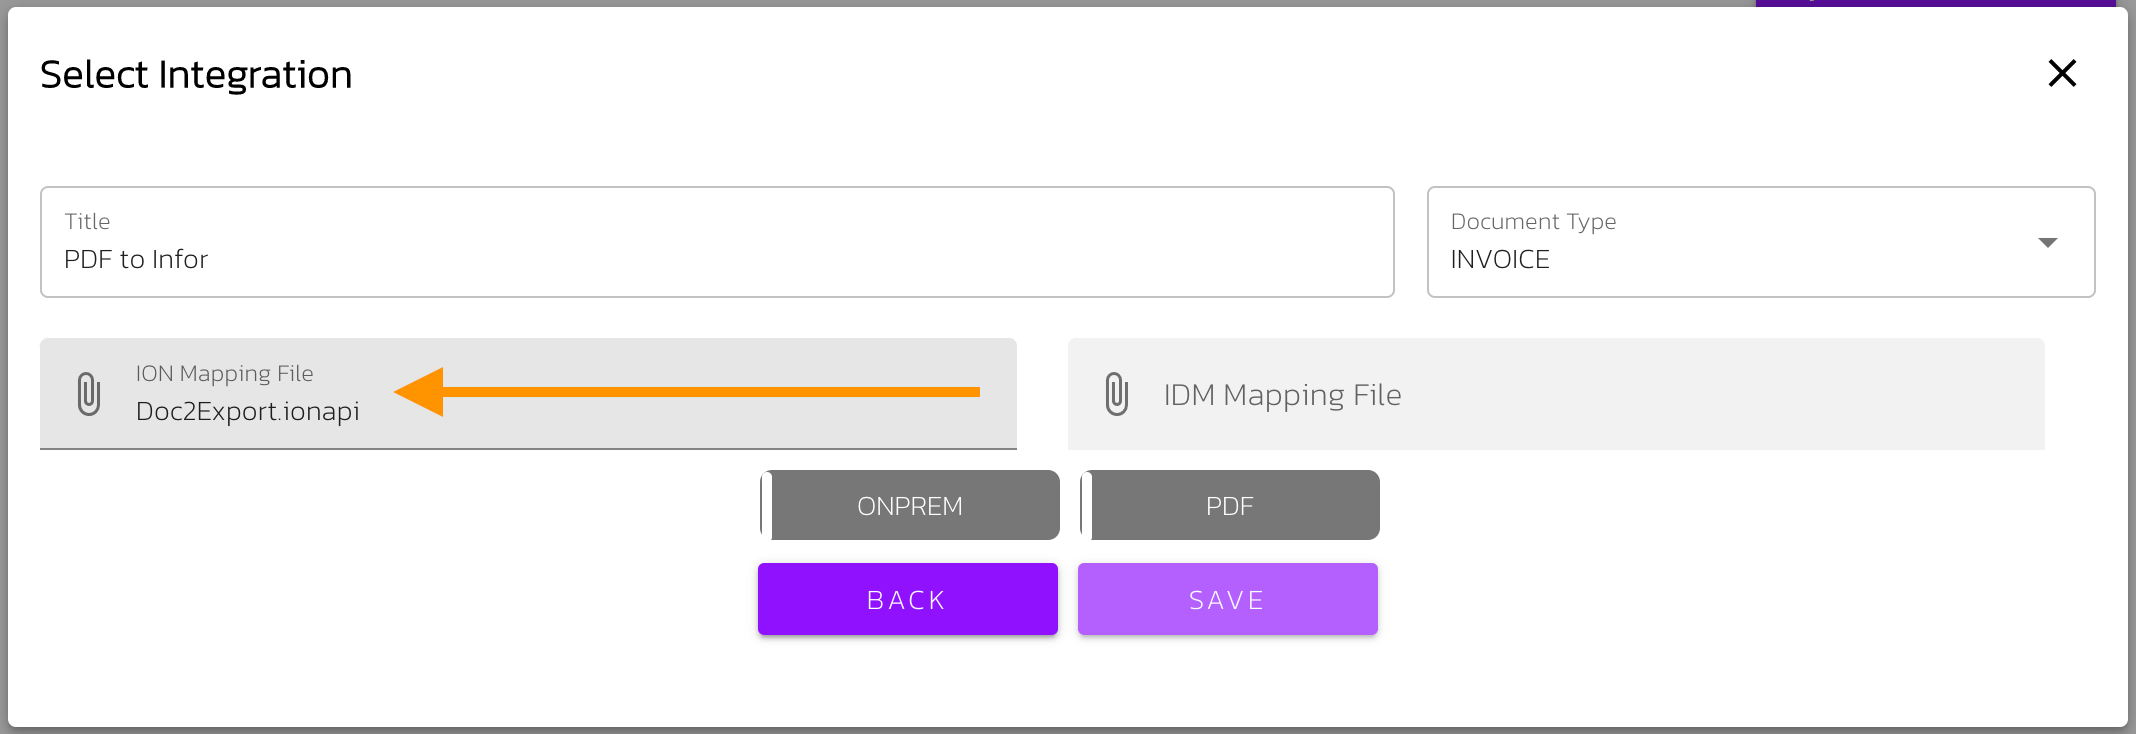 Select Integration
Title
PDF to Infor
Document Type
INVOICE
ION Mapping File
Doc2Export.ionapi
IDM Mapping File
ONPREM
PDF
BACK
SAVE